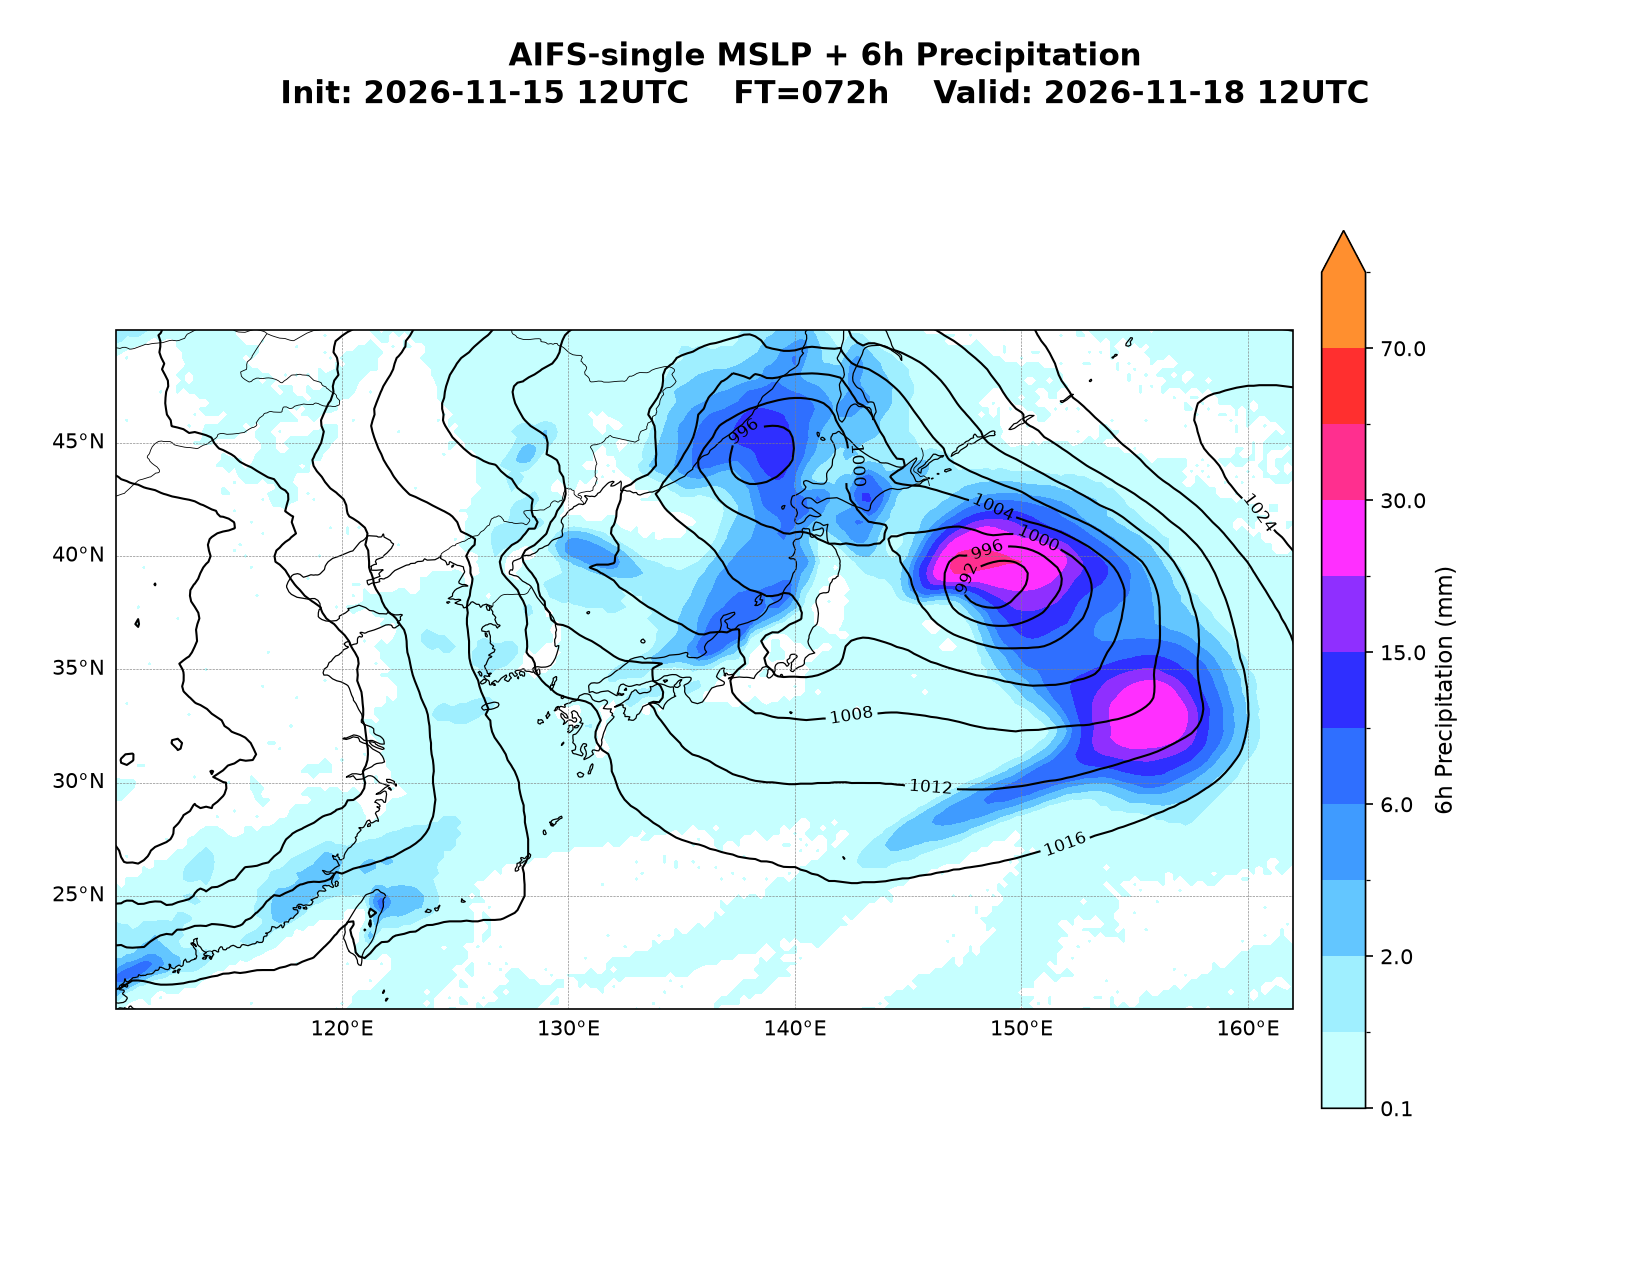 AIFS-single MSLP + 6h Precipitation
Init: 2026-11-15 12UTC    FT=072h    Valid: 2026-11-18 12UTC
45°N
40°N
35°N
30°N
25°N
120°E
130°E
140°E
150°E
160°E
996
1000
1004
1000
996
992
1024
1008
1012
1016
70.0
30.0
15.0
6.0
2.0
0.1
6h Precipitation (mm)